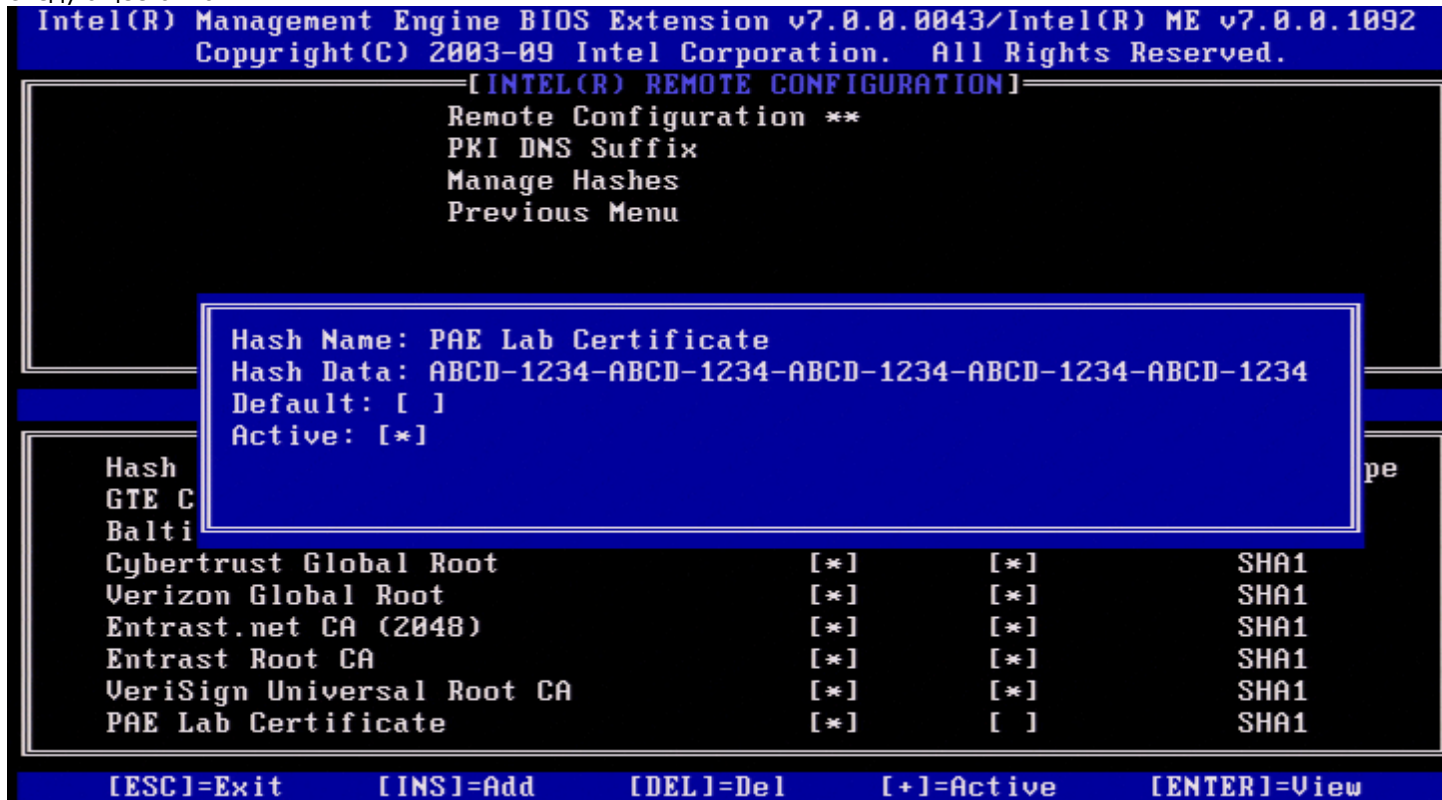 Intel(R) Management Engine BIOS Extension v7.0.0.0043/Intel(R) ME v7.0.0.1092
Copyright(C) 2003-09 Intel Corporation. All Rights Reserved.
[INTEL(R) REMOTE CONFIGURATION]
Remote Configuration **
PKI DNS Suffix
Manage Hashes
Previous Menu
Hash Name: PAE Lab Certificate
Hash Data: ABCD-1234-ABCD-1234-ABCD-1234-ABCD-1234-ABCD-1234
Default: [ ]
Active: [*]
Hash pe
GTE C
Balti
Cybertrust Global Root [*] [*] SHA1
Verizon Global Root [*] [*] SHA1
Entrast.net CA (2048) [*] [*] SHA1
Entrast Root CA [*] [*] SHA1
VeriSign Universal Root CA [*] [*] SHA1
PAE Lab Certificate [*] [ ] SHA1
[ESC]=Exit [INS]=Add [DEL]=Del [+]=Active [ENTER]=View